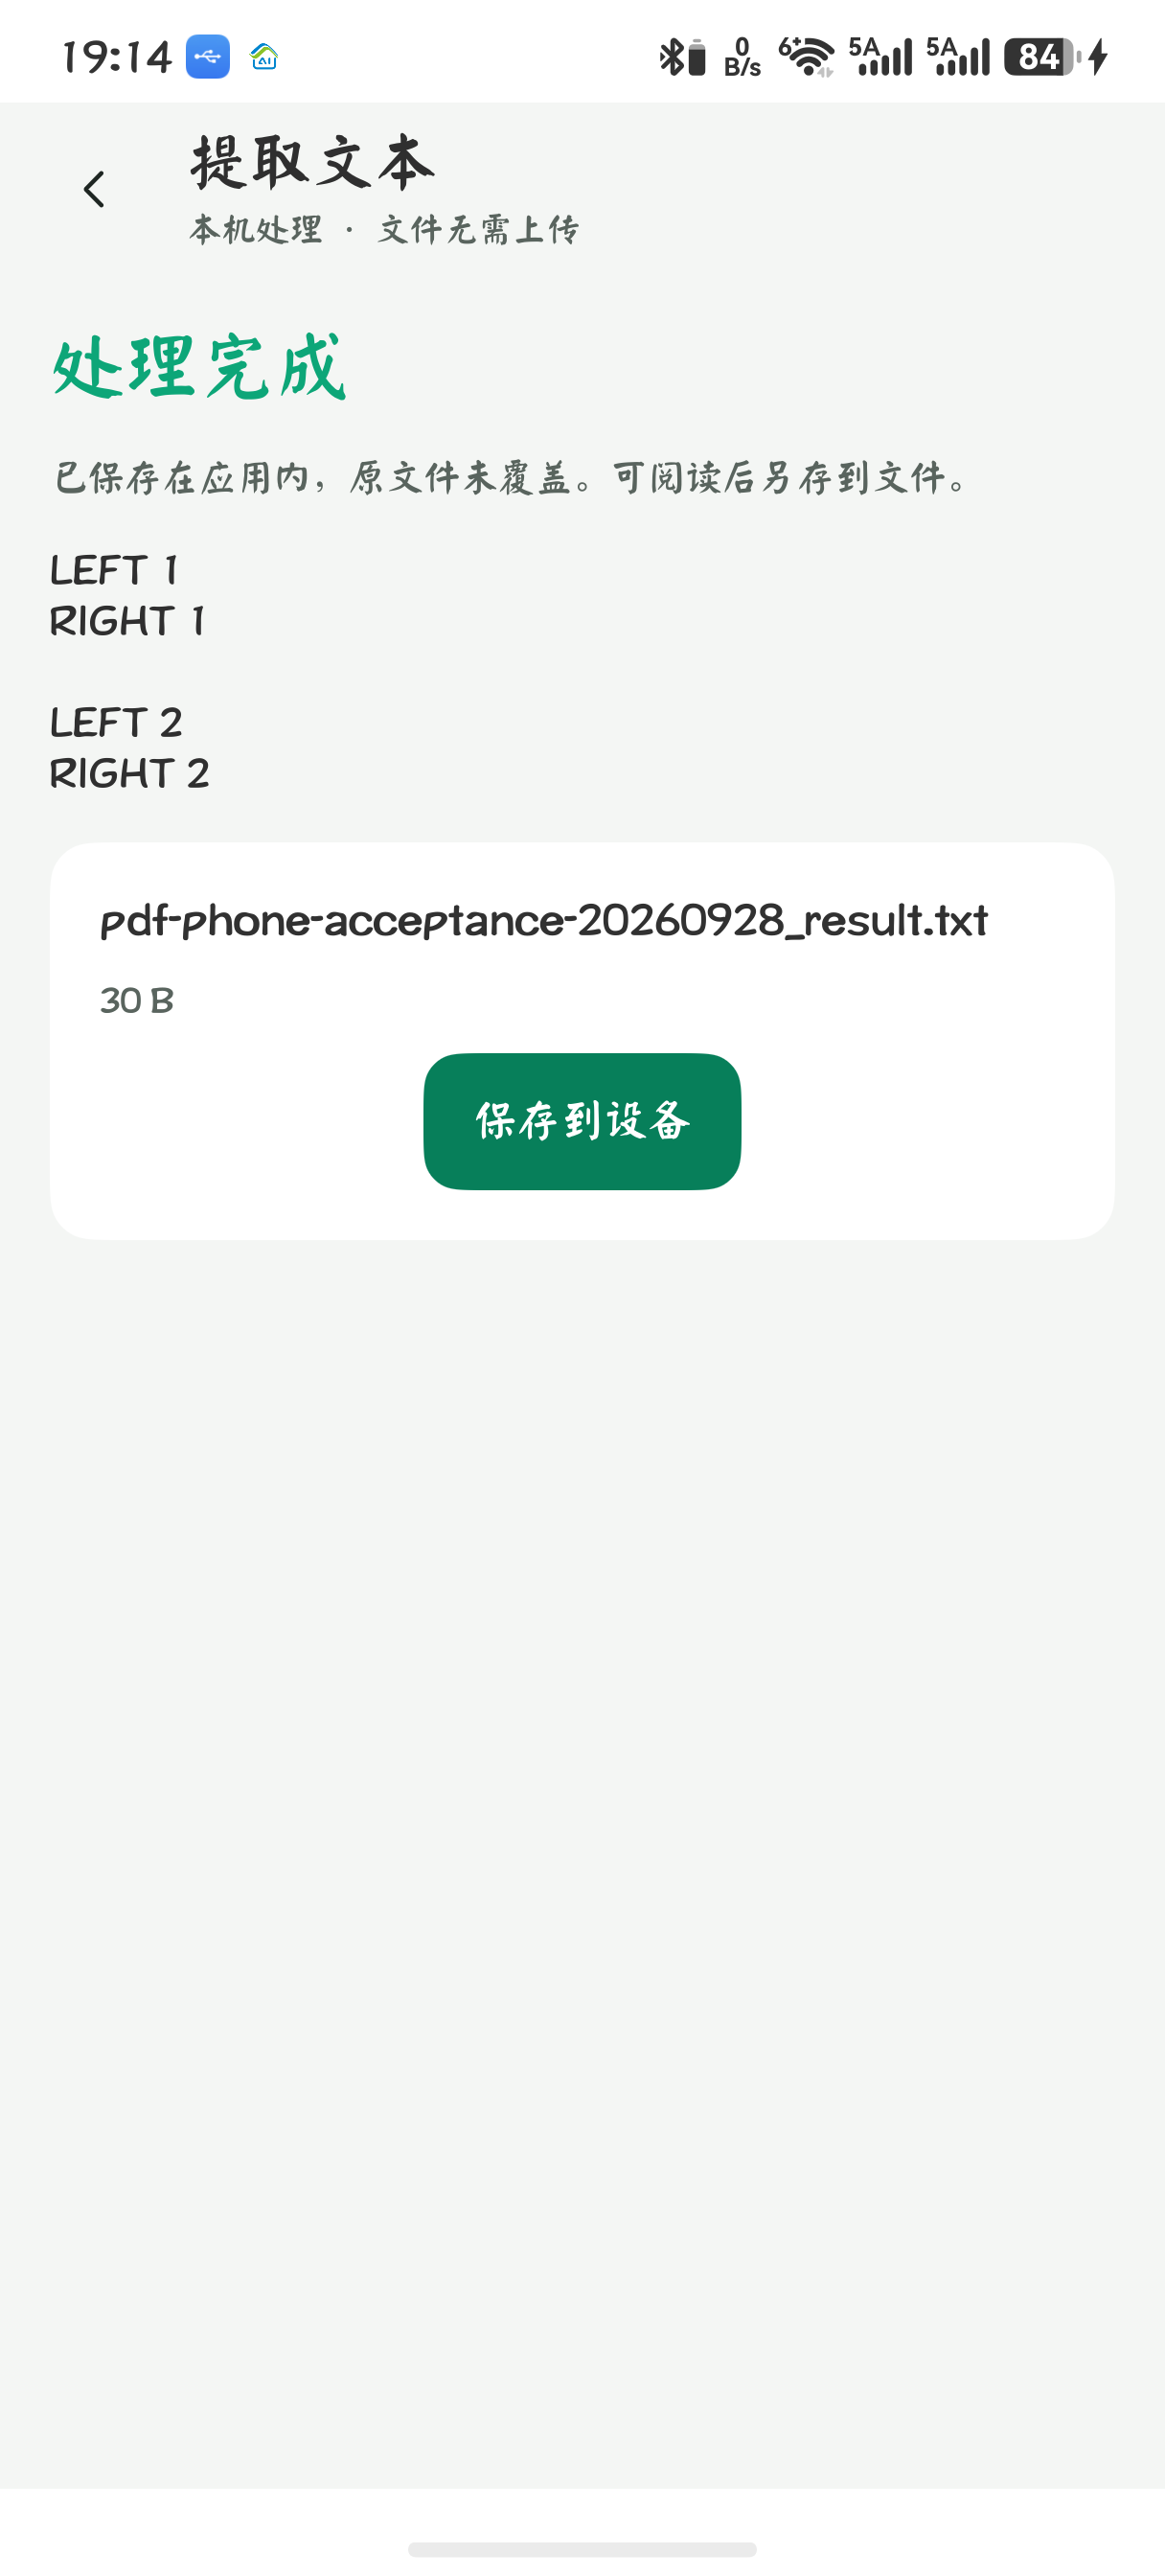 19:14
AI
0 B/s
6+
5A
5A
84
提取文本
本机处理 · 文件无需上传
处理完成
已保存在应用内，原文件未覆盖。可阅读后另存到文件。
LEFT 1
RIGHT 1
LEFT 2
RIGHT 2
pdf-phone-acceptance-20260928_result.txt
30 B
保存到设备